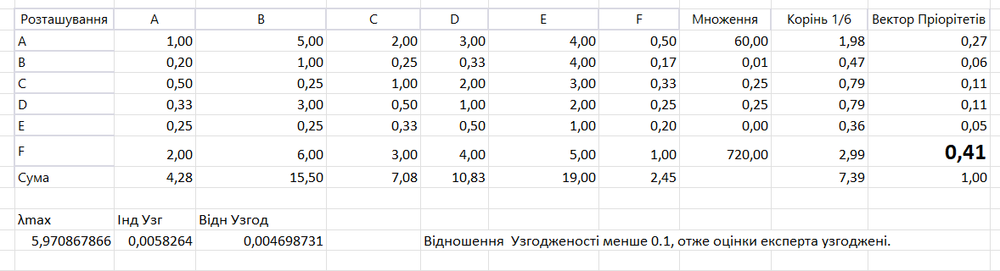 Розташування A B C D E F Множення Корінь 1/6 Вектор Пріорітетів
A 1,00 5,00 2,00 3,00 4,00 0,50 60,00 1,98 0,27
B 0,20 1,00 0,25 0,33 4,00 0,17 0,01 0,47 0,06
C 0,50 0,25 1,00 2,00 3,00 0,33 0,25 0,79 0,11
D 0,33 3,00 0,50 1,00 2,00 0,25 0,25 0,79 0,11
E 0,25 0,25 0,33 0,50 1,00 0,20 0,00 0,36 0,05
F 2,00 6,00 3,00 4,00 5,00 1,00 720,00 2,99 0,41
Сума 4,28 15,50 7,08 10,83 19,00 2,45 7,39 1,00
λmax Інд Узг Відн Узгод
5,970867866 0,0058264 0,004698731 Відношення Узгодженості менше 0.1, отже оцінки експерта узгоджені.